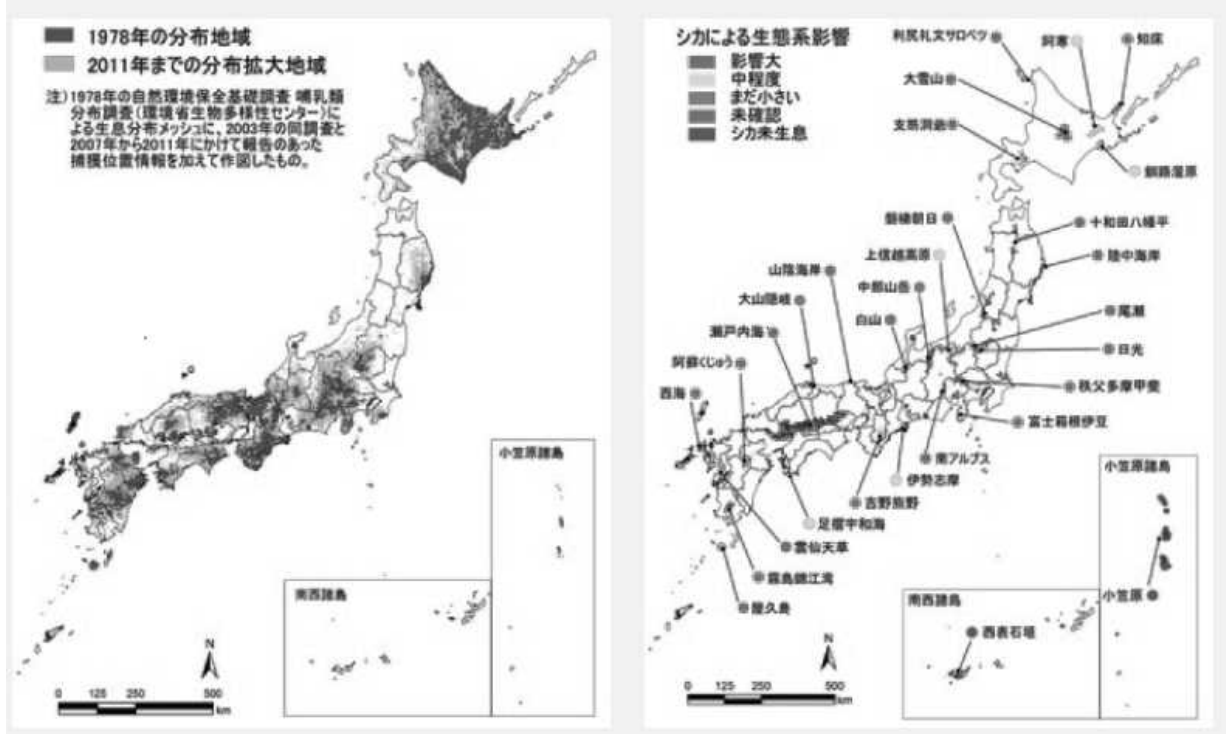 1978年の分布地域
2011年までの分布拡大地域
注)1978年の自然環境保全基礎調査 哺乳類
分布調査(環境省生物多様性センター)に
よる生息分布メッシュに、2003年の同調査と
2007年から2011年にかけて報告のあった
捕獲位置情報を加えて作図したもの。
小笠原諸島
南西諸島
N
0 125 250 500
km
シカによる生態系影響
影響大
中程度
まだ小さい
未確認
シカ未生息
利尻礼文サロベツ
阿寒
知床
大雪山
支笏洞爺
釧路湿原
磐梯朝日
十和田八幡平
上信越高原
陸中海岸
山陰海岸
中部山岳
大山隠岐
尾瀬
白山
瀬戸内海
日光
阿蘇くじゅう
秩父多摩甲斐
西海
富士箱根伊豆
南アルプス
伊勢志摩
吉野熊野
足摺宇和海
雲仙天草
霧島錦江湾
屋久島
小笠原諸島
小笠原
南西諸島
西表石垣
N
0 125 250 500
km